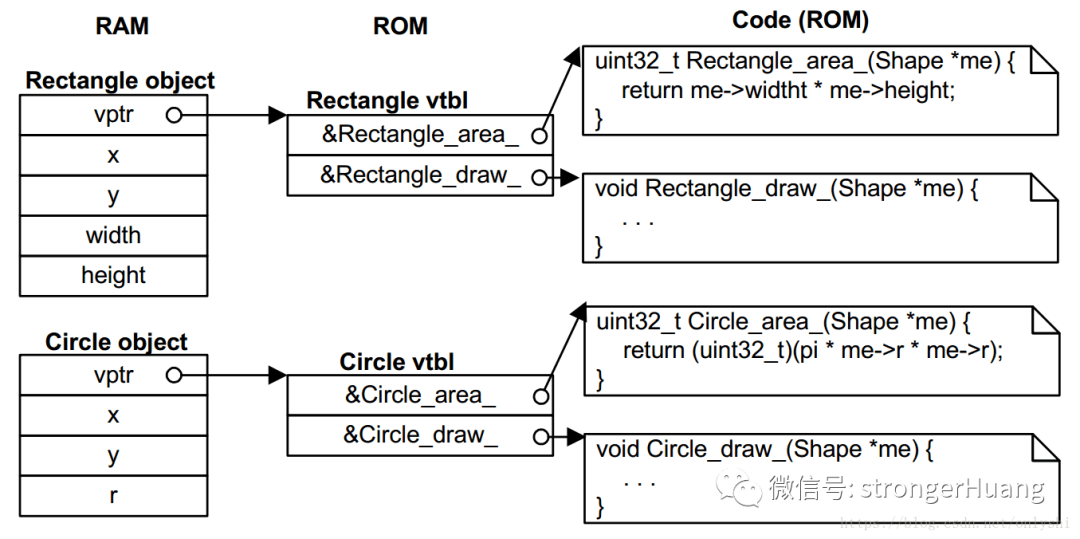 RAM
ROM
Code (ROM)
Rectangle object
vptr
x
y
width
height
Rectangle vtbl
&Rectangle_area_
&Rectangle_draw_
uint32_t Rectangle_area_(Shape *me) {
return me->widtht * me->height;
}
void Rectangle_draw_(Shape *me) {
. . .
}
Circle object
vptr
x
y
r
Circle vtbl
&Circle_area_
&Circle_draw_
uint32_t Circle_area_(Shape *me) {
return (uint32_t)(pi * me->r * me->r);
}
void Circle_draw_(Shape *me) {
. . .
}
微信号: strongerHuang
https://blog.csdn.net/onlyshi